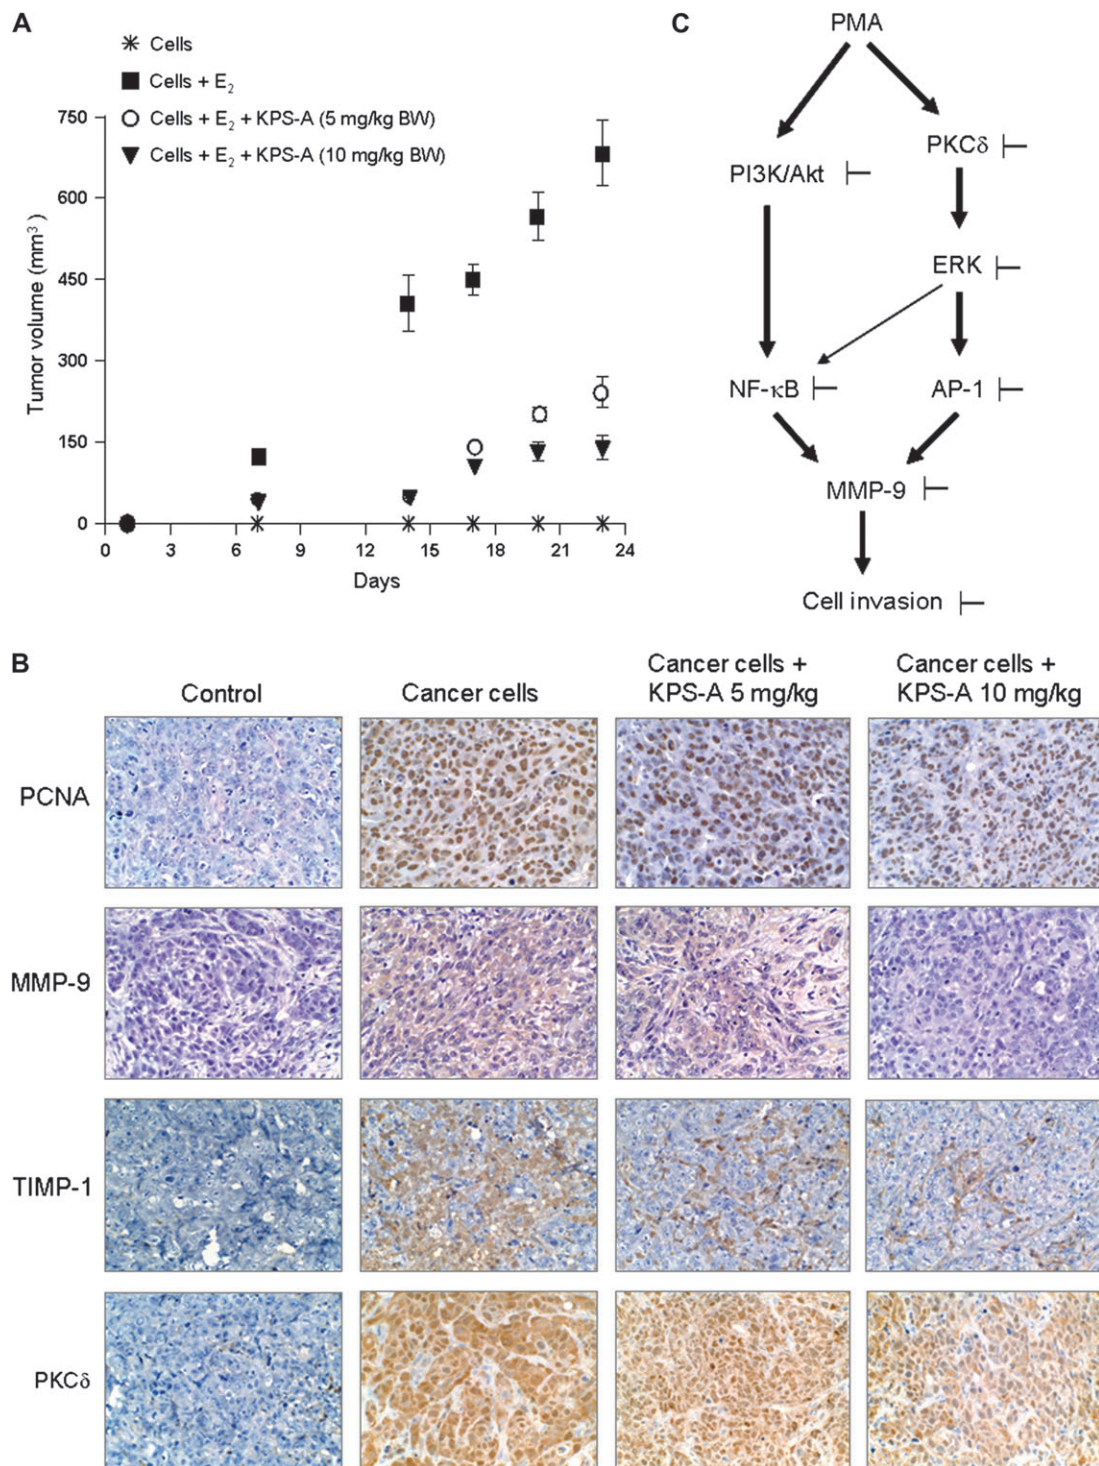 A
Cells
Cells + E2
Cells + E2 + KPS-A (5 mg/kg BW)
Cells + E2 + KPS-A (10 mg/kg BW)
Tumor volume (mm3)
750
600
450
300
150
0
0 3 6 9 12 15 18 21 24
Days
C
PMA
PI3K/Akt
PKCδ
ERK
NF-κB
AP-1
MMP-9
Cell invasion
B
Control
Cancer cells
Cancer cells +
KPS-A 5 mg/kg
Cancer cells +
KPS-A 10 mg/kg
PCNA
MMP-9
TIMP-1
PKCδ